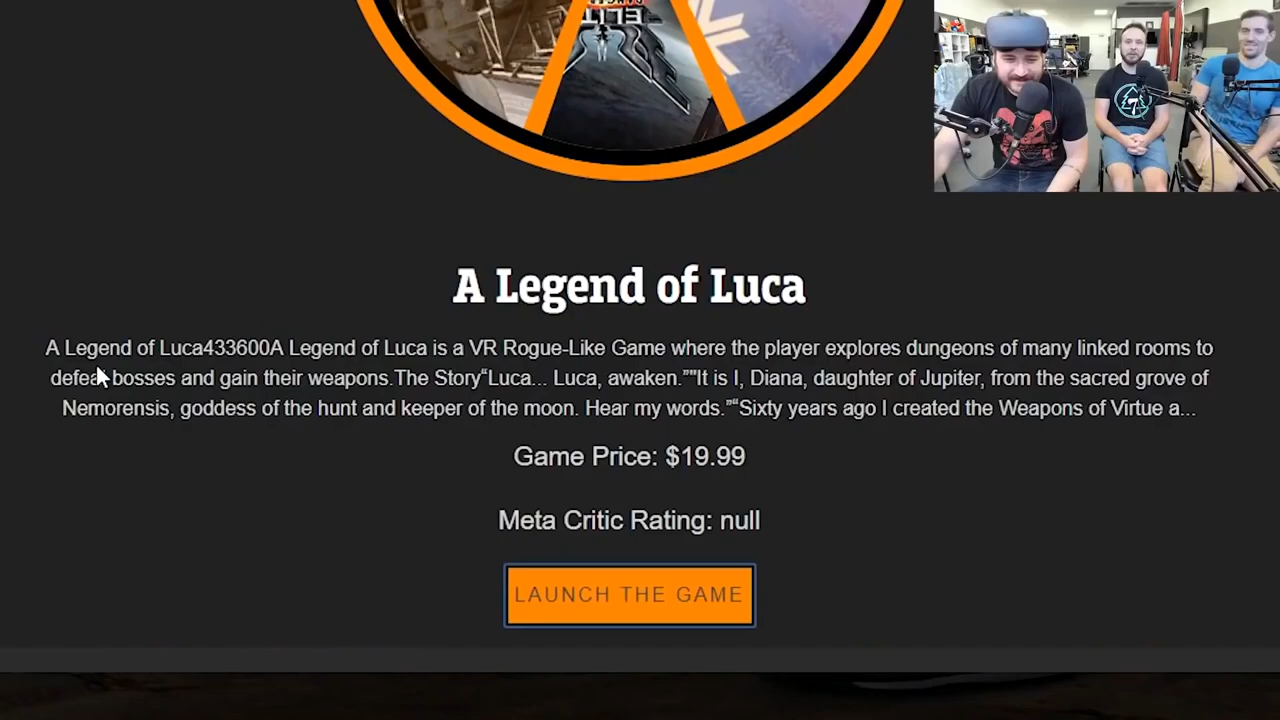 A Legend of Luca
A Legend of Luca433600A Legend of Luca is a VR Rogue-Like Game where the player explores dungeons of many linked rooms to
defeat bosses and gain their weapons.The Story“Luca... Luca, awaken.””"It is I, Diana, daughter of Jupiter, from the sacred grove of
Nemorensis, goddess of the hunt and keeper of the moon. Hear my words.”“Sixty years ago I created the Weapons of Virtue a...
Game Price: $19.99
Meta Critic Rating: null
LAUNCH THE GAME